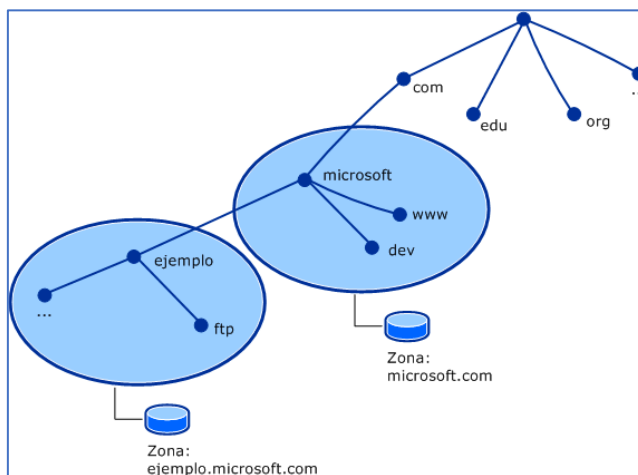 com
...
edu
org
microsoft
www
dev
ejemplo
...
ftp
Zona:
microsoft.com
Zona:
ejemplo.microsoft.com